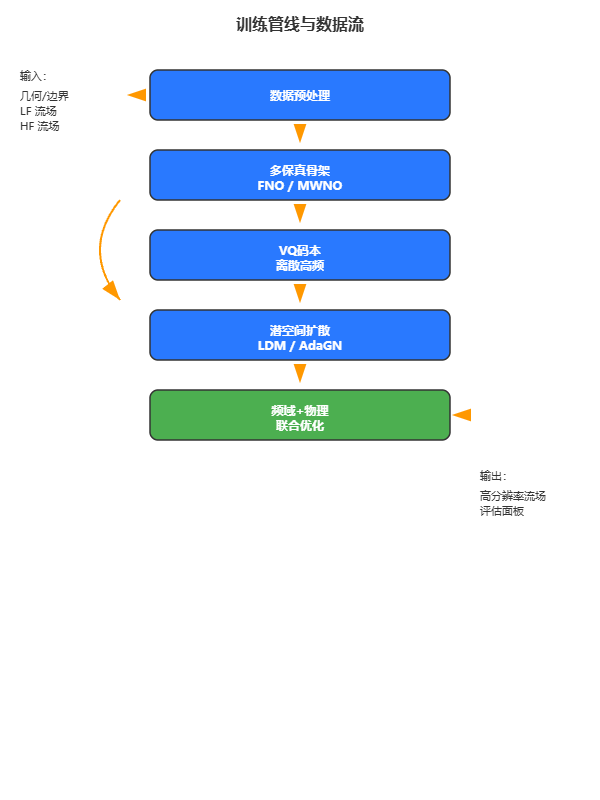 训练管线与数据流
输入：
几何/边界
LF 流场
HF 流场
数据预处理
多保真骨架
FNO / MWNO
VQ码本
离散高频
潜空间扩散
LDM / AdaGN
频域+物理
联合优化
输出：
高分辨率流场
评估面板